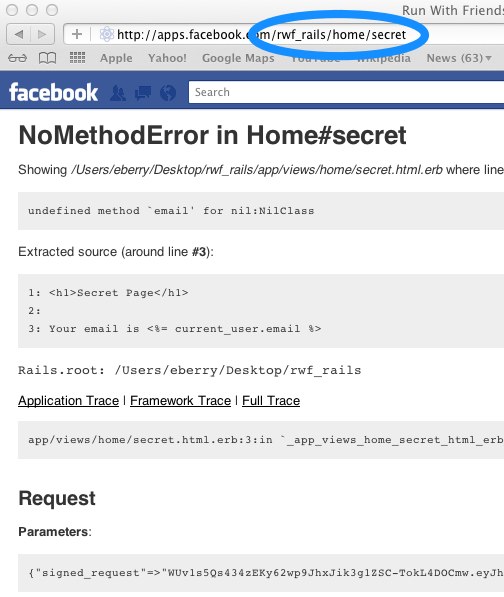 Run With Friends
http://apps.facebook.com/rwf_rails/home/secret
Apple Yahoo! Google Maps YouTube Wikipedia News (63)▾
facebook Search
NoMethodError in Home#secret
Showing /Users/eberry/Desktop/rwf_rails/app/views/home/secret.html.erb where line
undefined method `email' for nil:NilClass
Extracted source (around line #3):
1: <h1>Secret Page</h1>
2:
3: Your email is <%= current_user.email %>
Rails.root: /Users/eberry/Desktop/rwf_rails
Application Trace | Framework Trace | Full Trace
app/views/home/secret.html.erb:3:in `_app_views_home_secret_html_erb
Request
Parameters:
{"signed_request"=>"WUvls5Qs434zEKy62wp9JhxJik3glZSC-TokL4DOCmw.eyJh